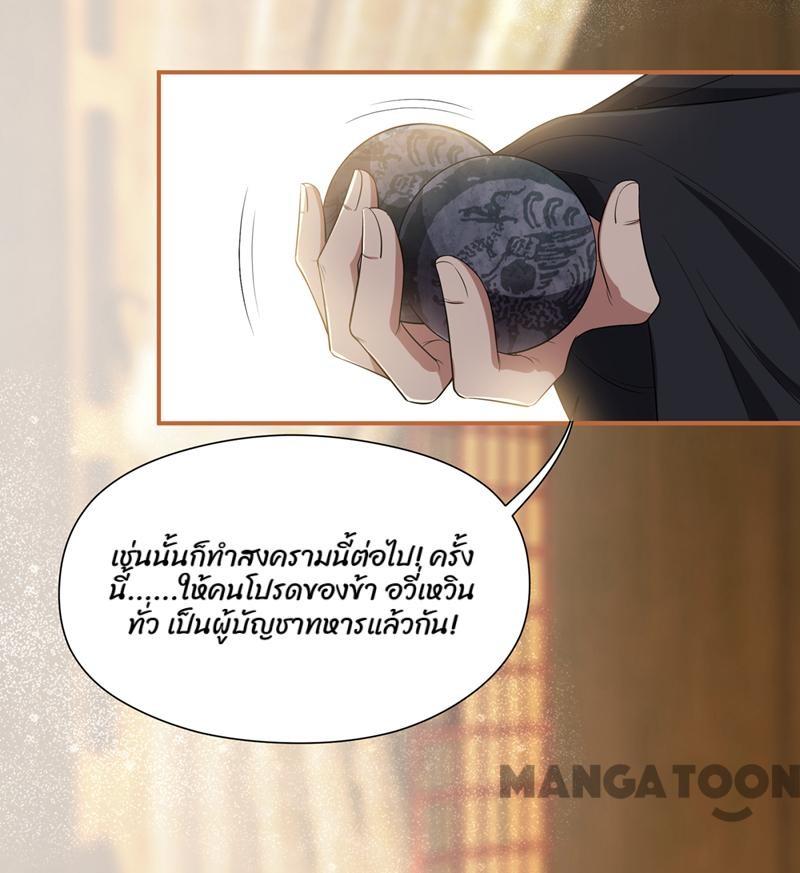 เช่นนั้นก็ทำสงครามนี้ต่อไป! ครั้ง
นี้......ให้คนโปรดของข้า อวี่เหวิน
ทั่ว เป็นผู้บัญชาทหารแล้วกัน!
MANGATOON